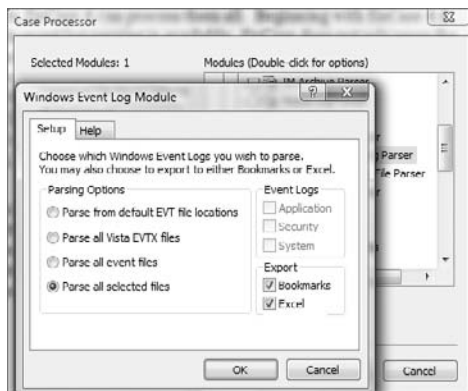 Case Processor
Selected Modules: 1
Modules (Double-click for options)
IM Archive Parser
Windows Event Log Module
Parser
File Parser
Setup
Help
Choose which Windows Event Logs you wish to parse.
You may also choose to export to either Bookmarks or Excel.
Parsing Options
Parse from default EVT file locations
Parse all Vista EVTX files
Parse all event files
Parse all selected files
Event Logs
Application
Security
System
Export
Bookmarks
Excel
OK
Cancel
Cancel